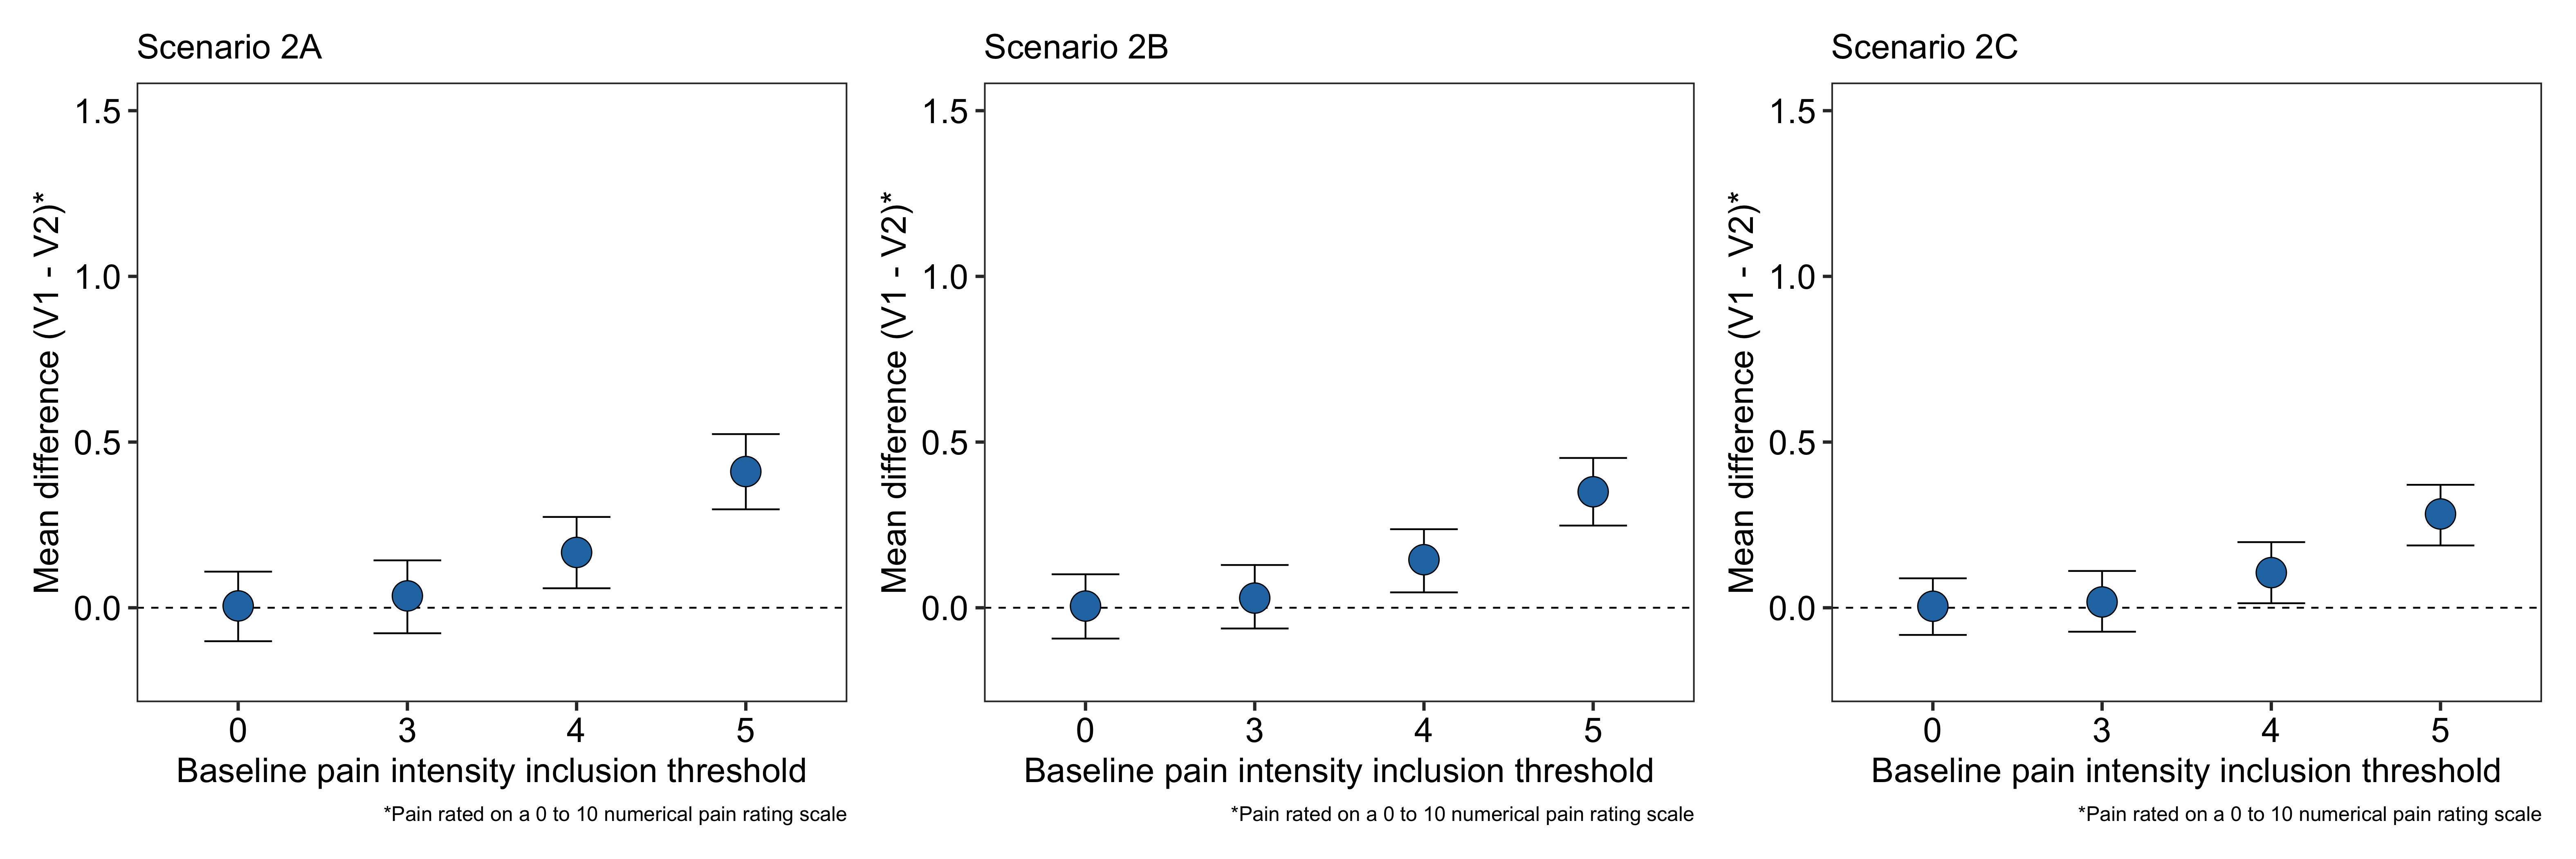 Scenario 2A
Mean difference (V1 - V2)*
1.5
1.0
0.5
0.0
0 3 4 5
Baseline pain intensity inclusion threshold
*Pain rated on a 0 to 10 numerical pain rating scale
Scenario 2B
Mean difference (V1 - V2)*
1.5
1.0
0.5
0.0
0 3 4 5
Baseline pain intensity inclusion threshold
*Pain rated on a 0 to 10 numerical pain rating scale
Scenario 2C
Mean difference (V1 - V2)*
1.5
1.0
0.5
0.0
0 3 4 5
Baseline pain intensity inclusion threshold
*Pain rated on a 0 to 10 numerical pain rating scale